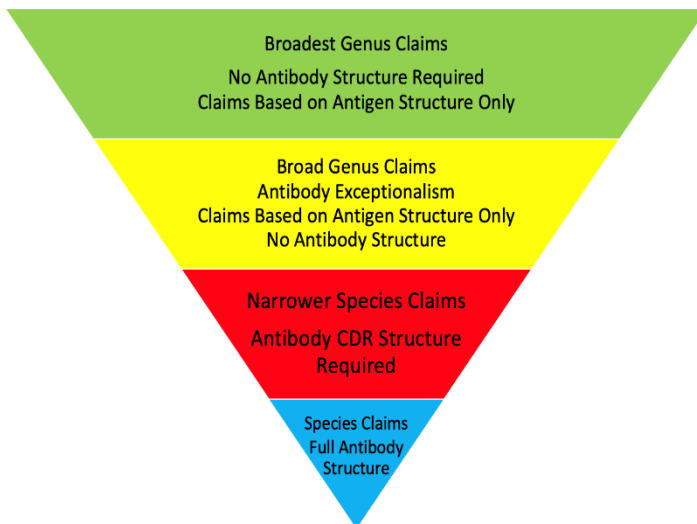 Broadest Genus Claims
No Antibody Structure Required
Claims Based on Antigen Structure Only
Broad Genus Claims
Antibody Exceptionalism
Claims Based on Antigen Structure Only
No Antibody Structure
Narrower Species Claims
Antibody CDR Structure
Required
Species Claims
Full Antibody
Structure